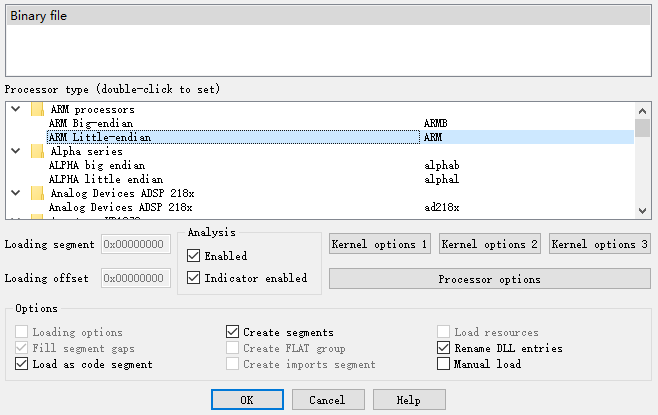 Binary file
Processor type (double-click to set)
ARM processors
ARM Big-endian ARMB
ARM Little-endian ARM
Alpha series
ALPHA big endian alphab
ALPHA little endian alphal
Analog Devices ADSP 218x
Analog Devices ADSP 218x ad218x
Loading segment 0x00000000
Loading offset 0x00000000
Analysis
Enabled
Indicator enabled
Kernel options 1 Kernel options 2 Kernel options 3
Processor options
Options
Loading options Create segments Load resources
Fill segment gaps Create FLAT group Rename DLL entries
Load as code segment Create imports segment Manual load
OK Cancel Help